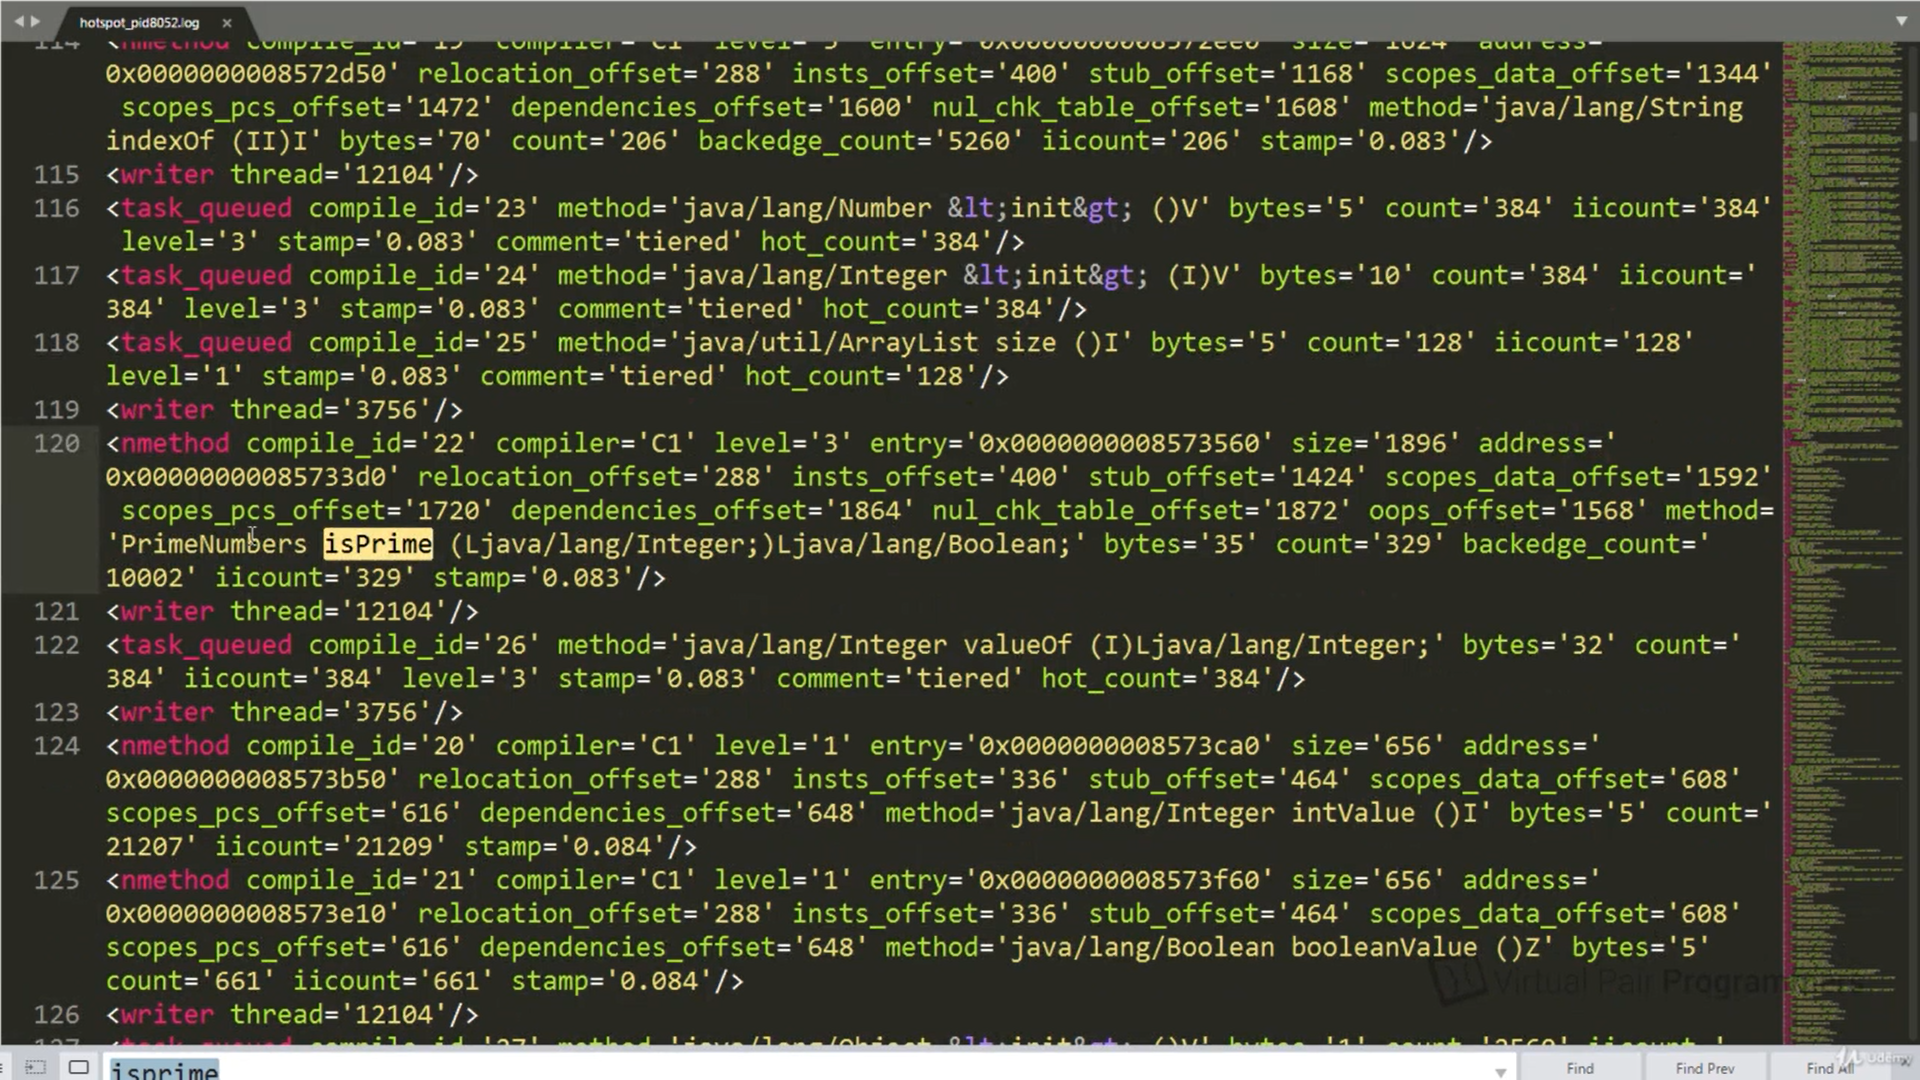 hotspot_pid8052.log ×
0x0000000008572d50' relocation_offset='288' insts_offset='400' stub_offset='1168' scopes_data_offset='1344'
scopes_pcs_offset='1472' dependencies_offset='1600' nul_chk_table_offset='1608' method='java/lang/String
indexOf (II)I' bytes='70' count='206' backedge_count='5260' iicount='206' stamp='0.083'/>
115 <writer thread='12104'/>
116 <task_queued compile_id='23' method='java/lang/Number &lt;init&gt; ()V' bytes='5' count='384' iicount='384'
level='3' stamp='0.083' comment='tiered' hot_count='384'/>
117 <task_queued compile_id='24' method='java/lang/Integer &lt;init&gt; (I)V' bytes='10' count='384' iicount='
384' level='3' stamp='0.083' comment='tiered' hot_count='384'/>
118 <task_queued compile_id='25' method='java/util/ArrayList size ()I' bytes='5' count='128' iicount='128'
level='1' stamp='0.083' comment='tiered' hot_count='128'/>
119 <writer thread='3756'/>
120 <nmethod compile_id='22' compiler='C1' level='3' entry='0x0000000008573560' size='1896' address='
0x00000000085733d0' relocation_offset='288' insts_offset='400' stub_offset='1424' scopes_data_offset='1592'
scopes_pcs_offset='1720' dependencies_offset='1864' nul_chk_table_offset='1872' oops_offset='1568' method=
'PrimeNumbers isPrime (Ljava/lang/Integer;)Ljava/lang/Boolean;' bytes='35' count='329' backedge_count='
10002' iicount='329' stamp='0.083'/>
121 <writer thread='12104'/>
122 <task_queued compile_id='26' method='java/lang/Integer valueOf (I)Ljava/lang/Integer;' bytes='32' count='
384' iicount='384' level='3' stamp='0.083' comment='tiered' hot_count='384'/>
123 <writer thread='3756'/>
124 <nmethod compile_id='20' compiler='C1' level='1' entry='0x0000000008573ca0' size='656' address='
0x0000000008573b50' relocation_offset='288' insts_offset='336' stub_offset='464' scopes_data_offset='608'
scopes_pcs_offset='616' dependencies_offset='648' method='java/lang/Integer intValue ()I' bytes='5' count='
21207' iicount='21209' stamp='0.084'/>
125 <nmethod compile_id='21' compiler='C1' level='1' entry='0x0000000008573f60' size='656' address='
0x0000000008573e10' relocation_offset='288' insts_offset='336' stub_offset='464' scopes_data_offset='608'
scopes_pcs_offset='616' dependencies_offset='648' method='java/lang/Boolean booleanValue ()Z' bytes='5'
count='661' iicount='661' stamp='0.084'/>
Virtual Pair Program
126 <writer thread='12104'/>
isprime
Find Find Prev Find All
Udemy